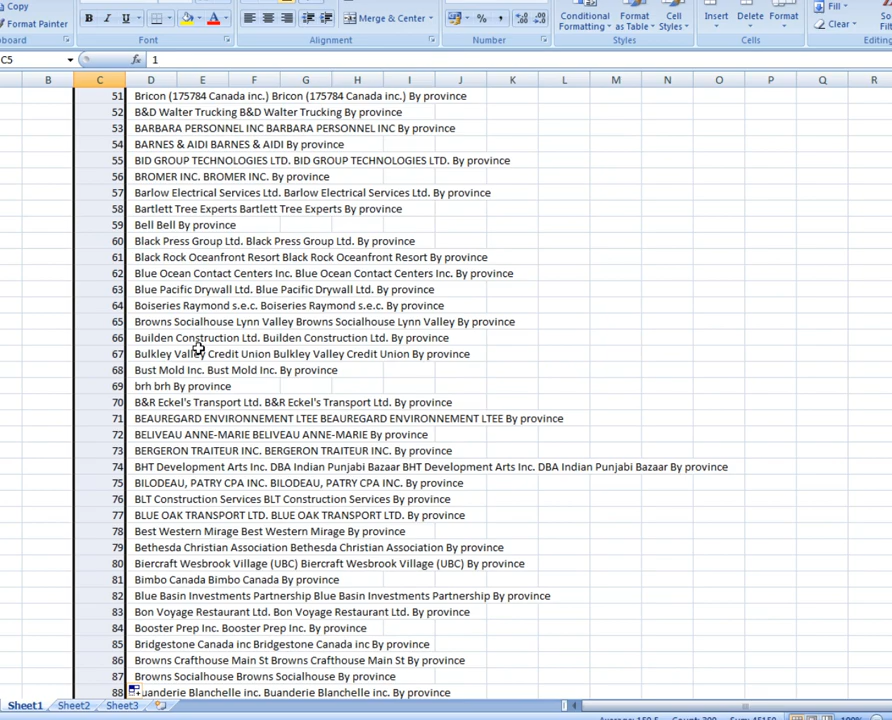 Copy
Format Painter
Clipboard
B I U
A
Font
Merge & Center
Alignment
% ,
Number
Conditional Formatting
Format as Table
Cell Styles
Styles
Insert Delete Format
Cells
Fill
Clear
Sort
C5 fx 1
B C D E F G H I J K L M N O P Q R
51 Bricon (175784 Canada inc.) Bricon (175784 Canada inc.) By province
52 B&D Walter Trucking B&D Walter Trucking By province
53 BARBARA PERSONNEL INC BARBARA PERSONNEL INC By province
54 BARNES & AIDI BARNES & AIDI By province
55 BID GROUP TECHNOLOGIES LTD. BID GROUP TECHNOLOGIES LTD. By province
56 BROMER INC. BROMER INC. By province
57 Barlow Electrical Services Ltd. Barlow Electrical Services Ltd. By province
58 Bartlett Tree Experts Bartlett Tree Experts By province
59 Bell Bell By province
60 Black Press Group Ltd. Black Press Group Ltd. By province
61 Black Rock Oceanfront Resort Black Rock Oceanfront Resort By province
62 Blue Ocean Contact Centers Inc. Blue Ocean Contact Centers Inc. By province
63 Blue Pacific Drywall Ltd. Blue Pacific Drywall Ltd. By province
64 Boiseries Raymond s.e.c. Boiseries Raymond s.e.c. By province
65 Browns Socialhouse Lynn Valley Browns Socialhouse Lynn Valley By province
66 Builden Construction Ltd. Builden Construction Ltd. By province
67 Bulkley Valley Credit Union Bulkley Valley Credit Union By province
68 Bust Mold Inc. Bust Mold Inc. By province
69 brh brh By province
70 B&R Eckel's Transport Ltd. B&R Eckel's Transport Ltd. By province
71 BEAUREGARD ENVIRONNEMENT LTEE BEAUREGARD ENVIRONNEMENT LTEE By province
72 BELIVEAU ANNE-MARIE BELIVEAU ANNE-MARIE By province
73 BERGERON TRAITEUR INC. BERGERON TRAITEUR INC. By province
74 BHT Development Arts Inc. DBA Indian Punjabi Bazaar BHT Development Arts Inc. DBA Indian Punjabi Bazaar By province
75 BILODEAU, PATRY CPA INC. BILODEAU, PATRY CPA INC. By province
76 BLT Construction Services BLT Construction Services By province
77 BLUE OAK TRANSPORT LTD. BLUE OAK TRANSPORT LTD. By province
78 Best Western Mirage Best Western Mirage By province
79 Bethesda Christian Association Bethesda Christian Association By province
80 Biercraft Wesbrook Village (UBC) Biercraft Wesbrook Village (UBC) By province
81 Bimbo Canada Bimbo Canada By province
82 Blue Basin Investments Partnership Blue Basin Investments Partnership By province
83 Bon Voyage Restaurant Ltd. Bon Voyage Restaurant Ltd. By province
84 Booster Prep Inc. Booster Prep Inc. By province
85 Bridgestone Canada inc Bridgestone Canada inc By province
86 Browns Crafthouse Main St Browns Crafthouse Main St By province
87 Browns Socialhouse Browns Socialhouse By province
88 uanderie Blanchelle inc. Buanderie Blanchelle inc. By province
Sheet1 Sheet2 Sheet3